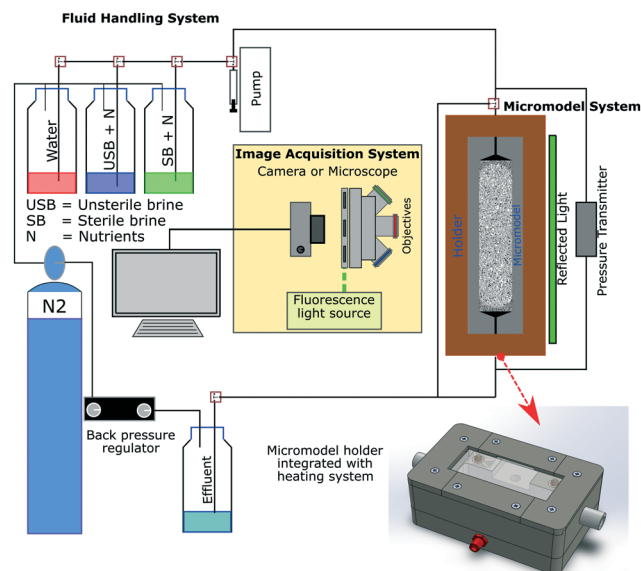 Fluid Handling System
Pump
Water
USB + N
SB + N
USB = Unsterile brine
SB = Sterile brine
N = Nutrients
Image Acquisition System
Camera or Microscope
Objectives
Fluorescence
light source
Micromodel System
Holder
Micromodel
Reflected Light
Pressure Transmitter
N2
Back pressure
regulator
Effluent
Micromodel holder
integrated with
heating system